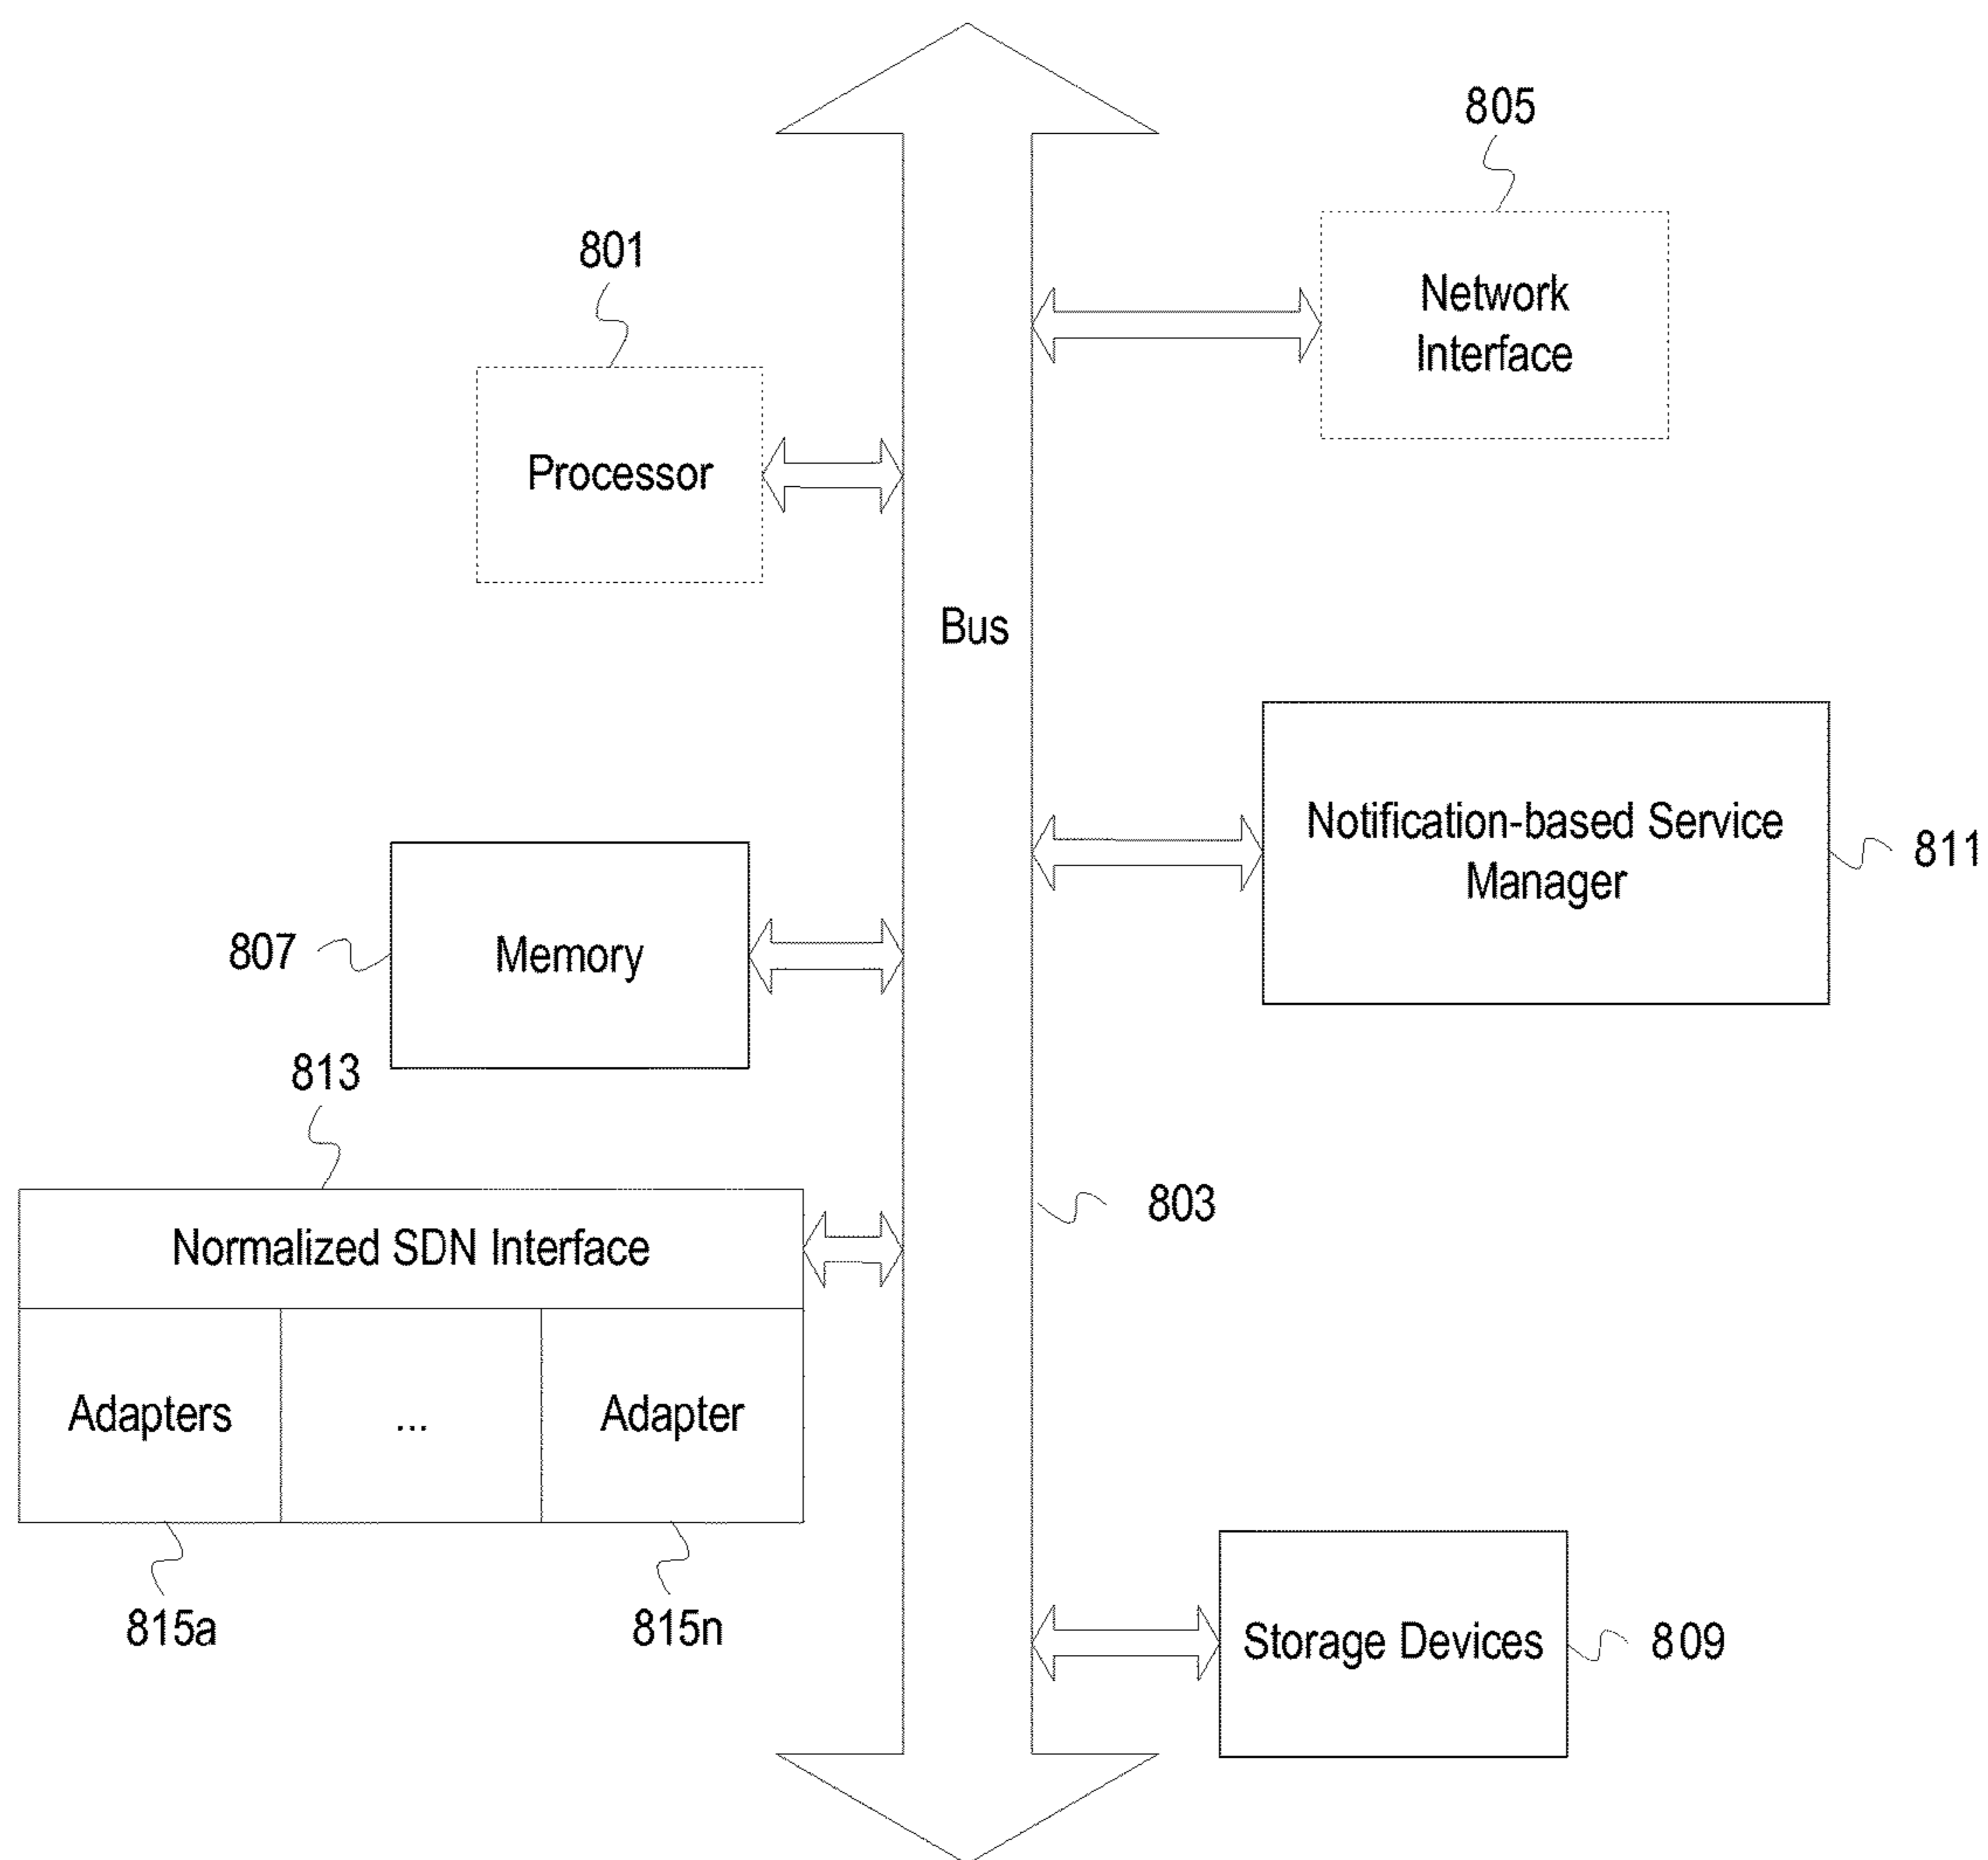 805
801
Network
Interface
Processor
Bus
Notification-based Service
Manager
811
807
Memory
813
803
Normalized SDN Interface
Adapters
...
Adapter
815a
815n
Storage Devices
809